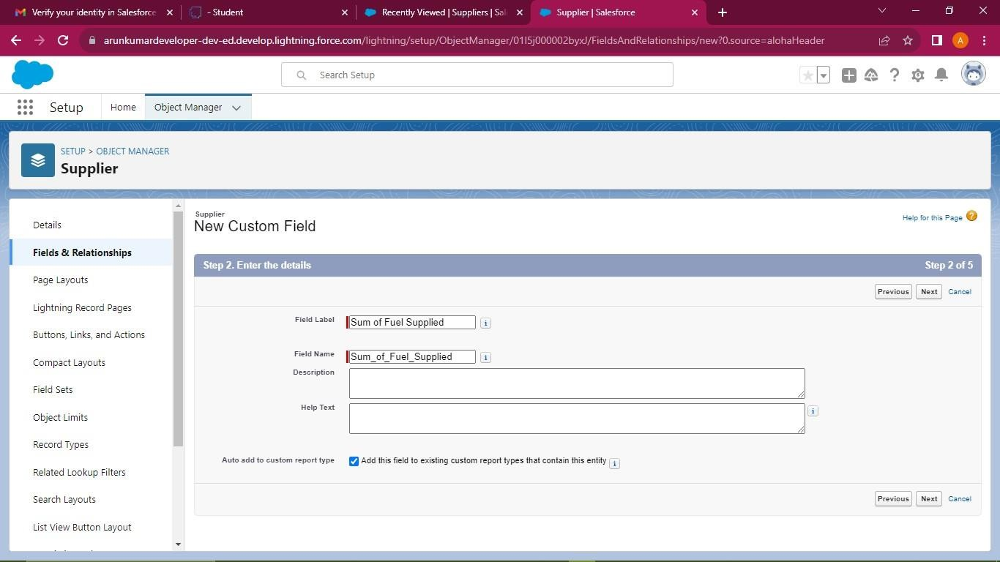 Verify your identity in Salesforce
- Student
Recently Viewed | Suppliers | Sal
Supplier | Salesforce
arunkumardeveloper-dev-ed.develop.lightning.force.com/lightning/setup/ObjectManager/01I5j000002byxJ/FieldsAndRelationships/new?0.source=alohaHeader
A
Search Setup
Setup
Home
Object Manager
SETUP > OBJECT MANAGER
Supplier
Details
Fields & Relationships
Page Layouts
Lightning Record Pages
Buttons, Links, and Actions
Compact Layouts
Field Sets
Object Limits
Record Types
Related Lookup Filters
Search Layouts
List View Button Layout
Supplier
New Custom Field
Help for this Page ?
Step 2. Enter the details
Step 2 of 5
Previous Next Cancel
Field Label Sum of Fuel Supplied i
Field Name Sum_of_Fuel_Supplied i
Description
Help Text i
Auto add to custom report type Add this field to existing custom report types that contain this entity i
Previous Next Cancel